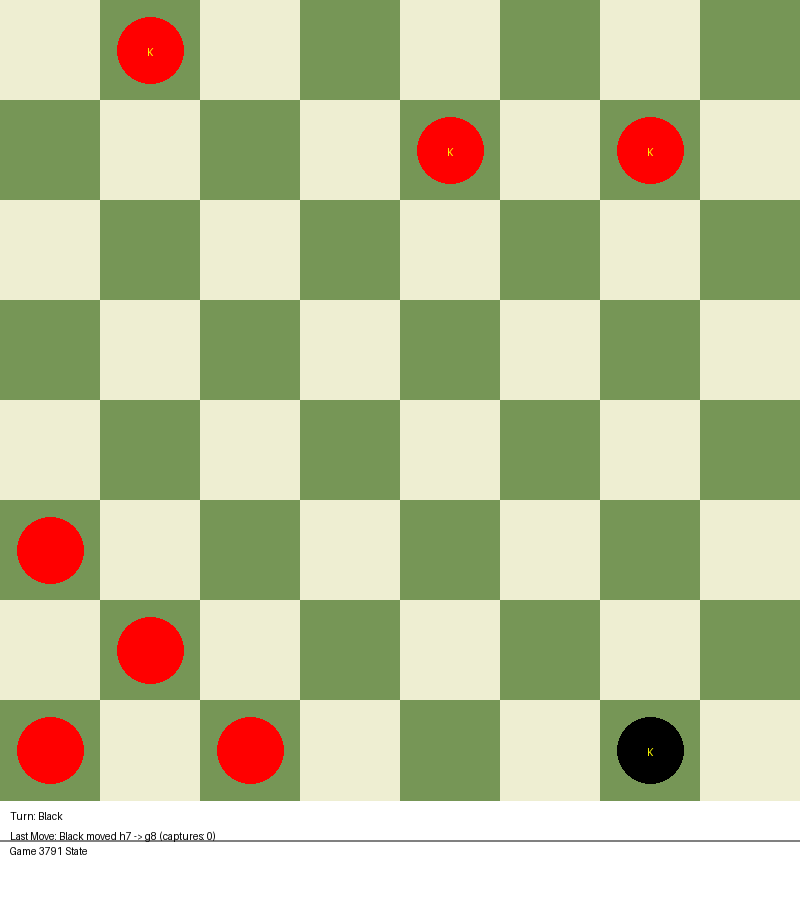 K
K K
K
Turn: Black
Last Move: Black moved h7 -> g8 (captures: 0)
Game 3791 State